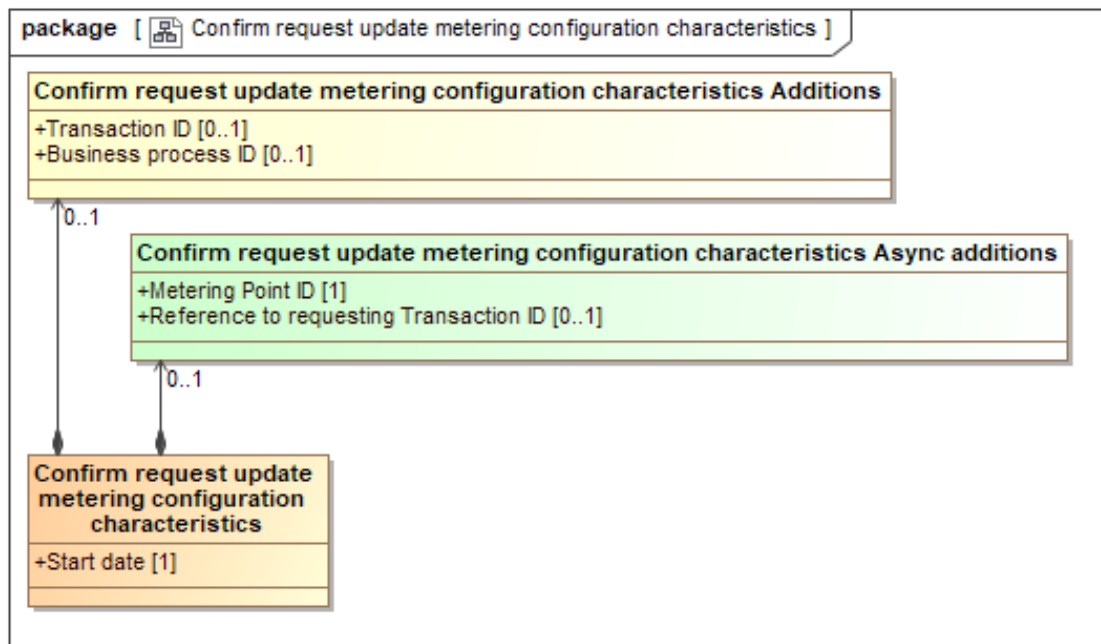 package [ Confirm request update metering configuration characteristics ]
Confirm request update metering configuration characteristics Additions
+Transaction ID [0..1]
+Business process ID [0..1]
0..1
Confirm request update metering configuration characteristics Async additions
+Metering Point ID [1]
+Reference to requesting Transaction ID [0..1]
0..1
Confirm request update
metering configuration
characteristics
+Start date [1]